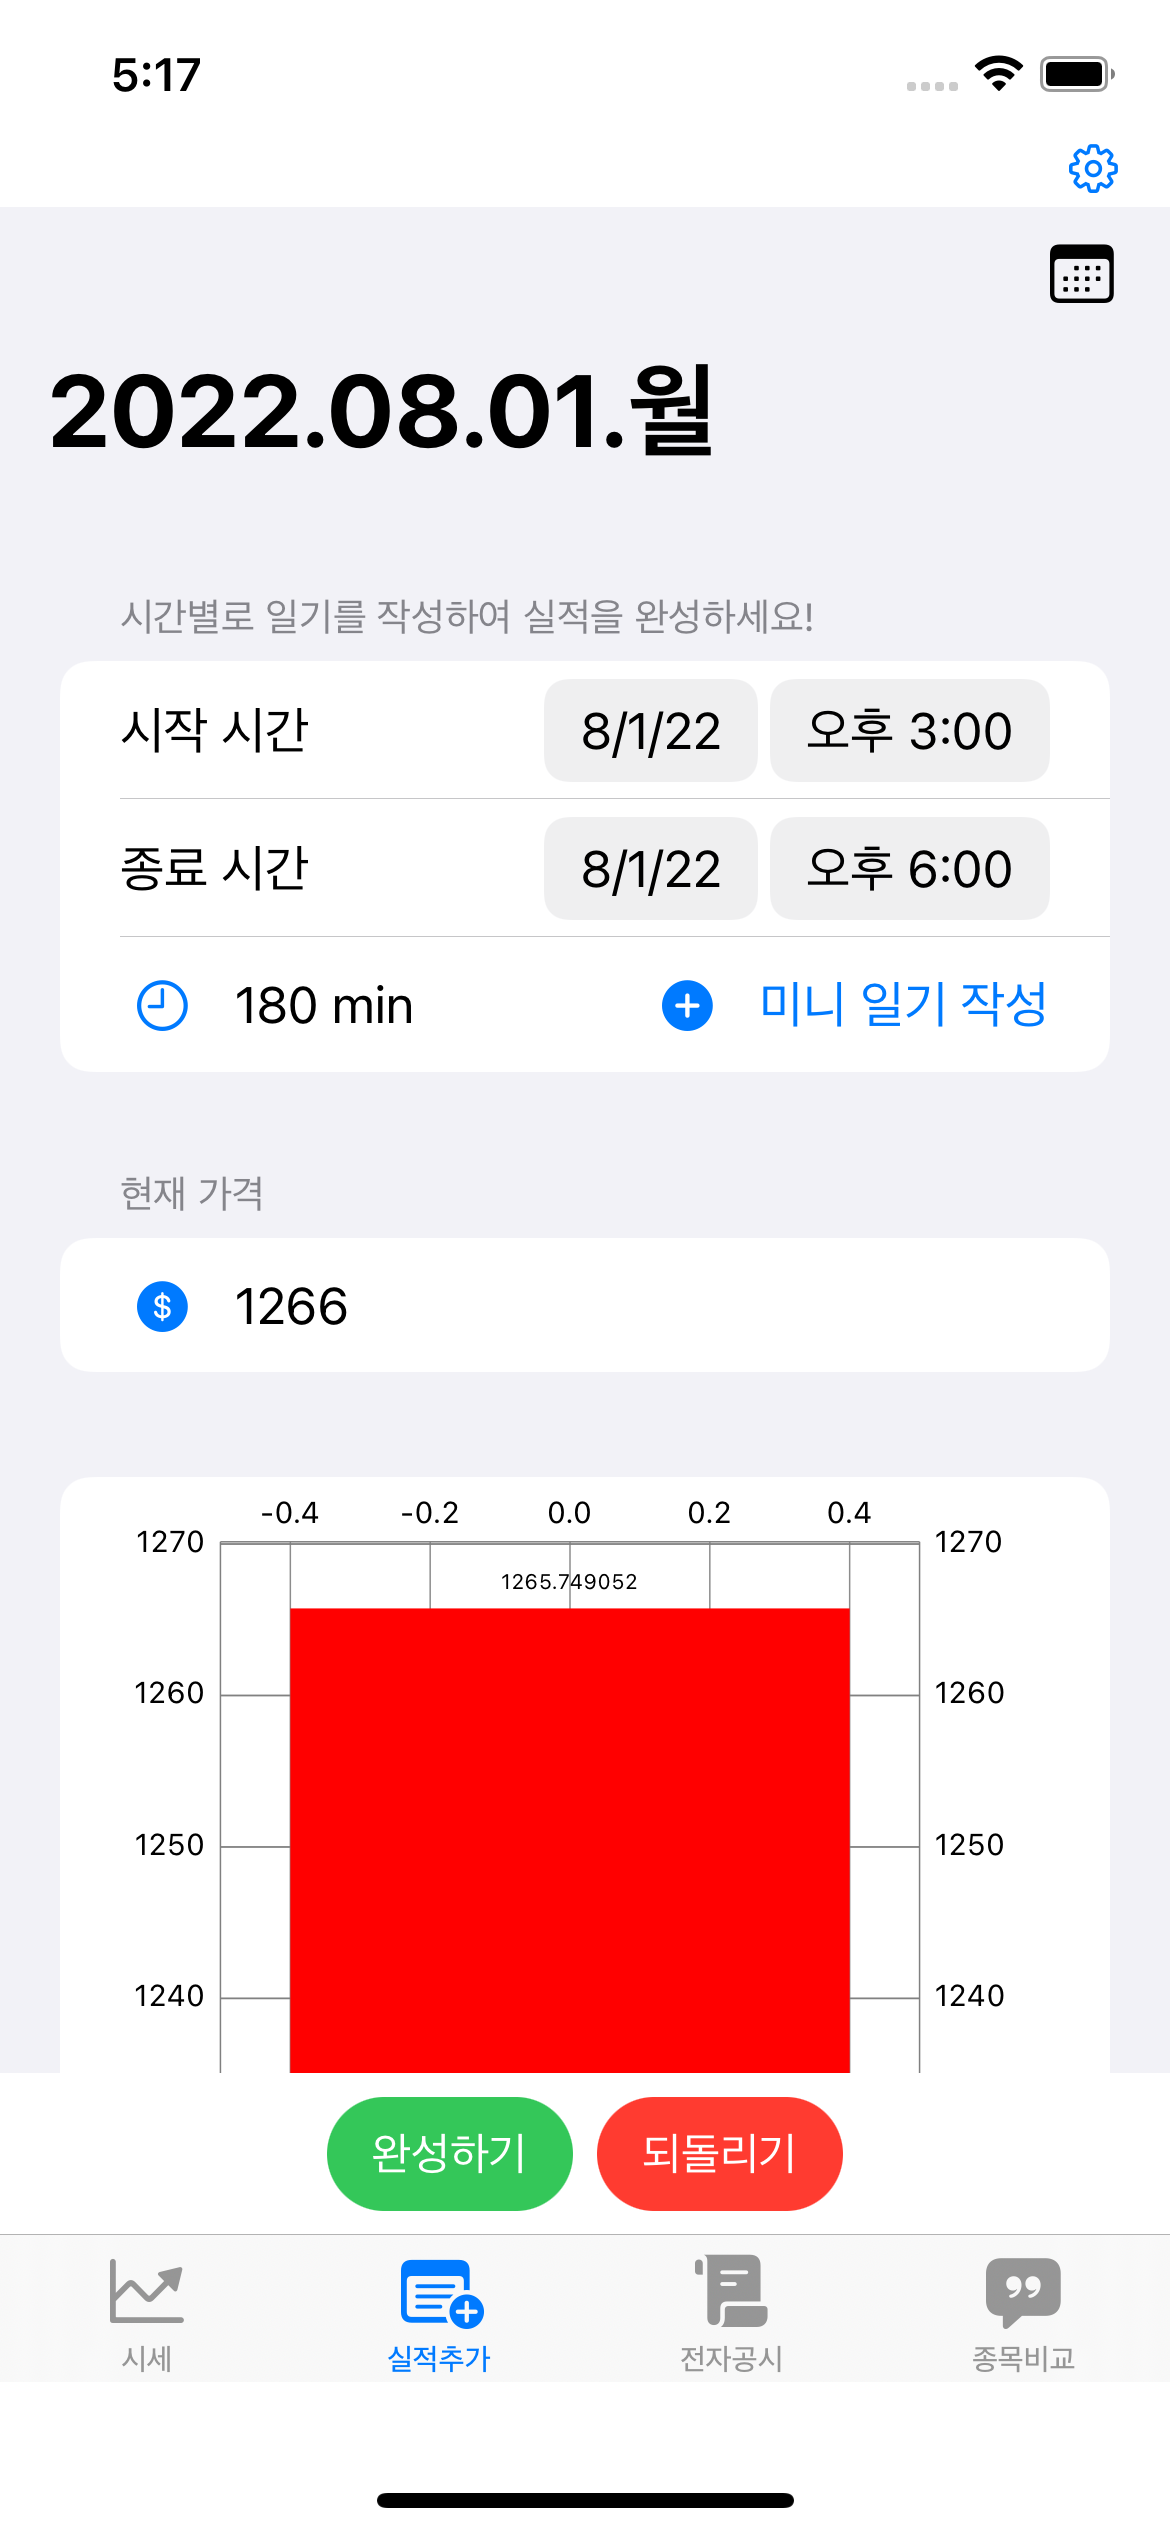 5:17
2022.08.01.월
시간별로 일기를 작성하여 실적을 완성하세요!
시작 시간 8/1/22 오후 3:00
종료 시간 8/1/22 오후 6:00
180 min 미니 일기 작성
현재 가격
$ 1266
-0.4 -0.2 0.0 0.2 0.4
1270 1270
1265.749052
1260 1260
1250 1250
1240 1240
완성하기 되돌리기
시세 실적추가 전자공시 종목비교